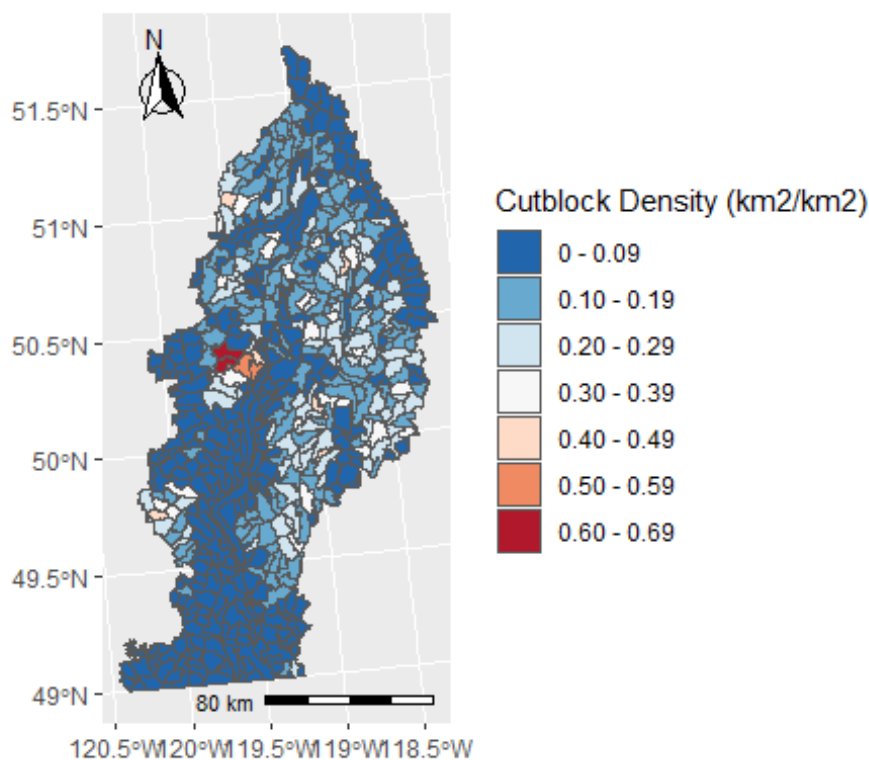 N
51.5°N
51°N
50.5°N
50°N
49.5°N
49°N
80 km
120.5°W
120°W
119.5°W
119°W
118.5°W
Cutblock Density (km2/km2)
0 - 0.09
0.10 - 0.19
0.20 - 0.29
0.30 - 0.39
0.40 - 0.49
0.50 - 0.59
0.60 - 0.69